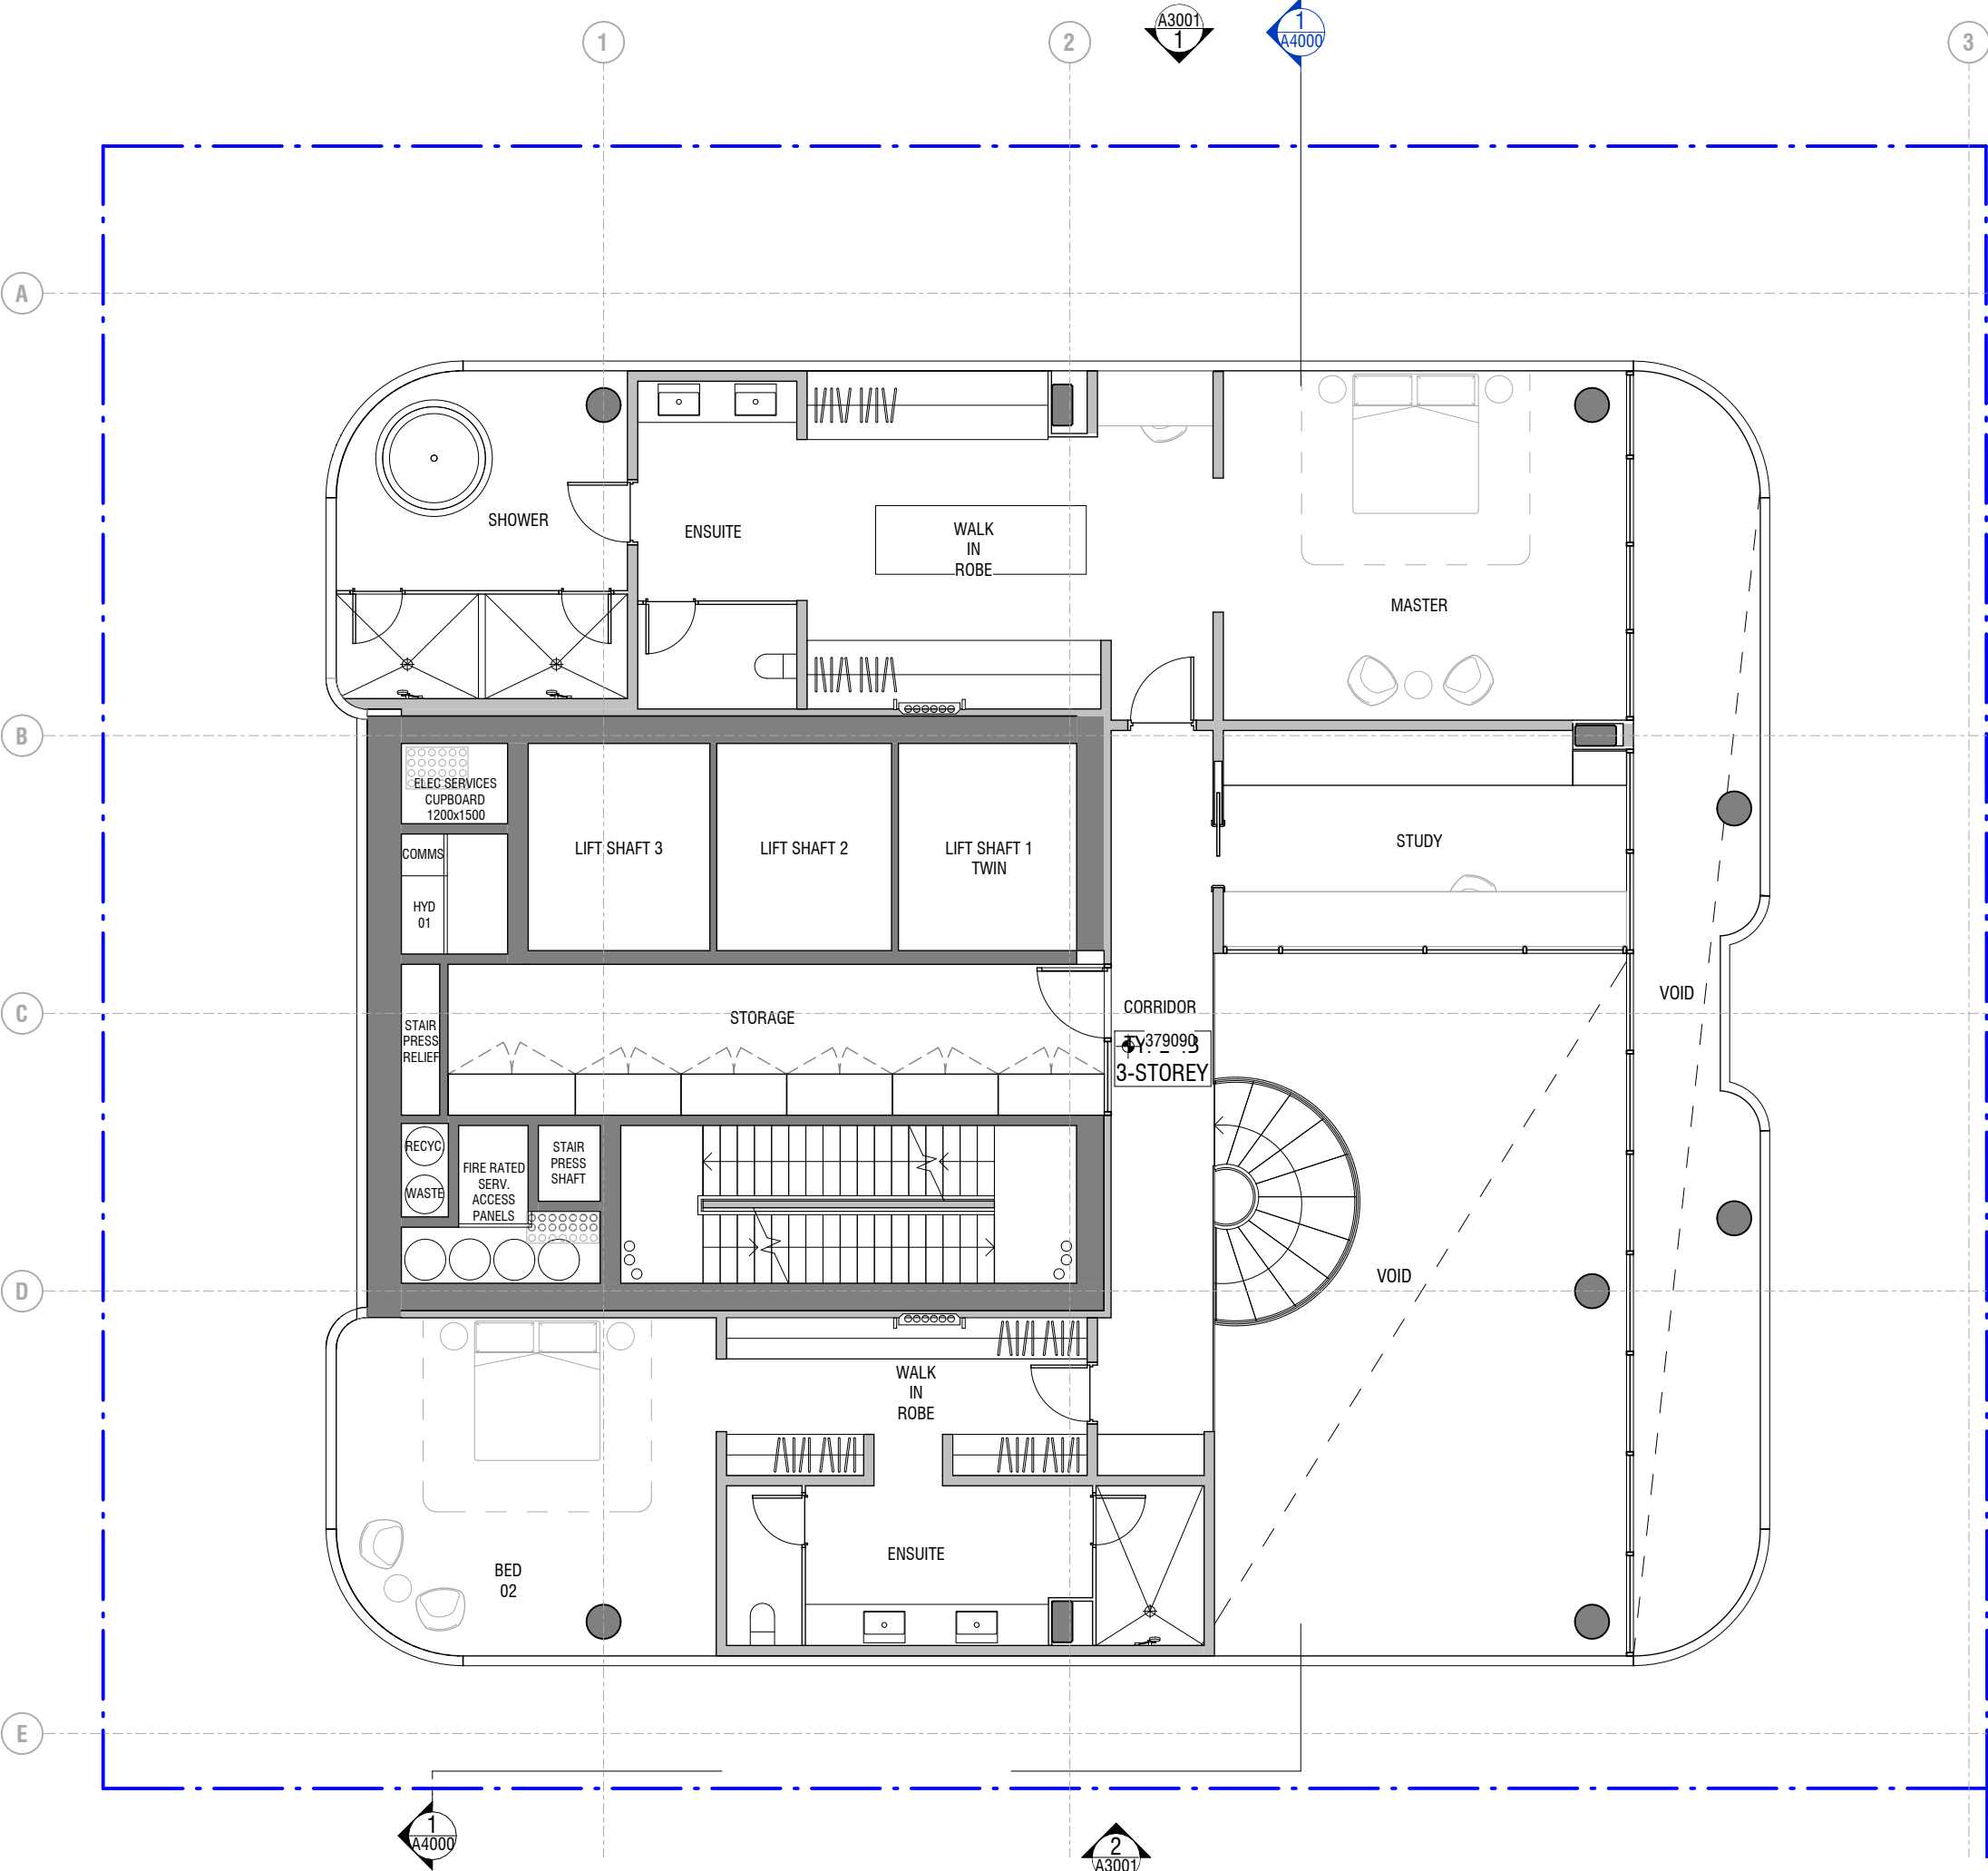 A3001
1
1
A4000
1
2
3
A
SHOWER
ENSUITE
WALK
IN
ROBE
MASTER
B
ELEC SERVICES
CUPBOARD
1200x1500
COMMS
HYD
01
LIFT SHAFT 3
LIFT SHAFT 2
LIFT SHAFT 1
TWIN
STUDY
C
STAIR
PRESS
RELIEF
STORAGE
CORRIDOR
379090
3-STOREY
VOID
RECYC.
WASTE
FIRE RATED
SERV.
ACCESS
PANELS
STAIR
PRESS
SHAFT
D
VOID
WALK
IN
ROBE
BED
02
ENSUITE
E
1
A4000
2
A3001